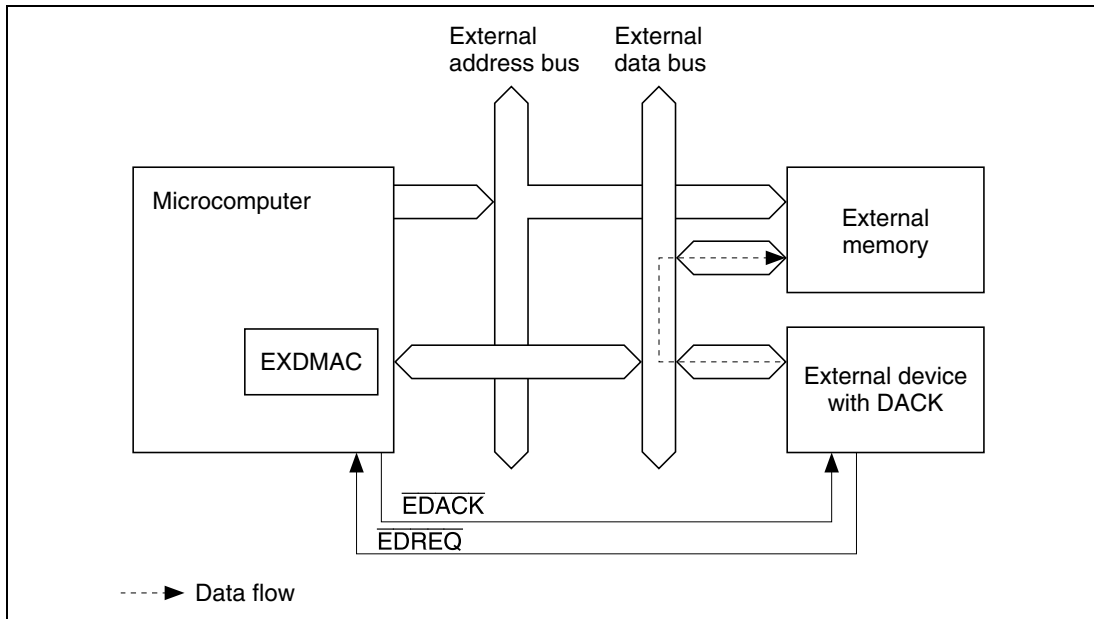 External
address bus
External
data bus
Microcomputer
External
memory
EXDMAC
External device
with DACK
EDACK
EDREQ
Data flow